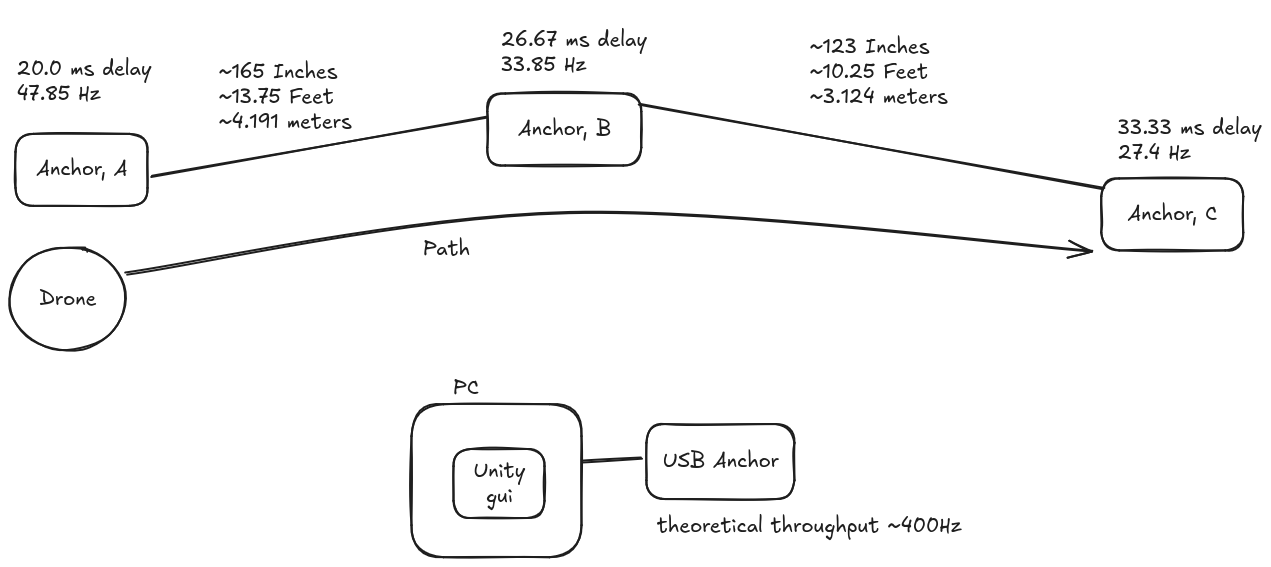 20.0 ms delay
47.85 Hz
~165 Inches
~13.75 Feet
~4.191 meters
26.67 ms delay
33.85 Hz
~123 Inches
~10.25 Feet
~3.124 meters
33.33 ms delay
27.4 Hz
Anchor, A
Anchor, B
Anchor, C
Path
Drone
PC
Unity
gui
USB Anchor
theoretical throughput ~400Hz